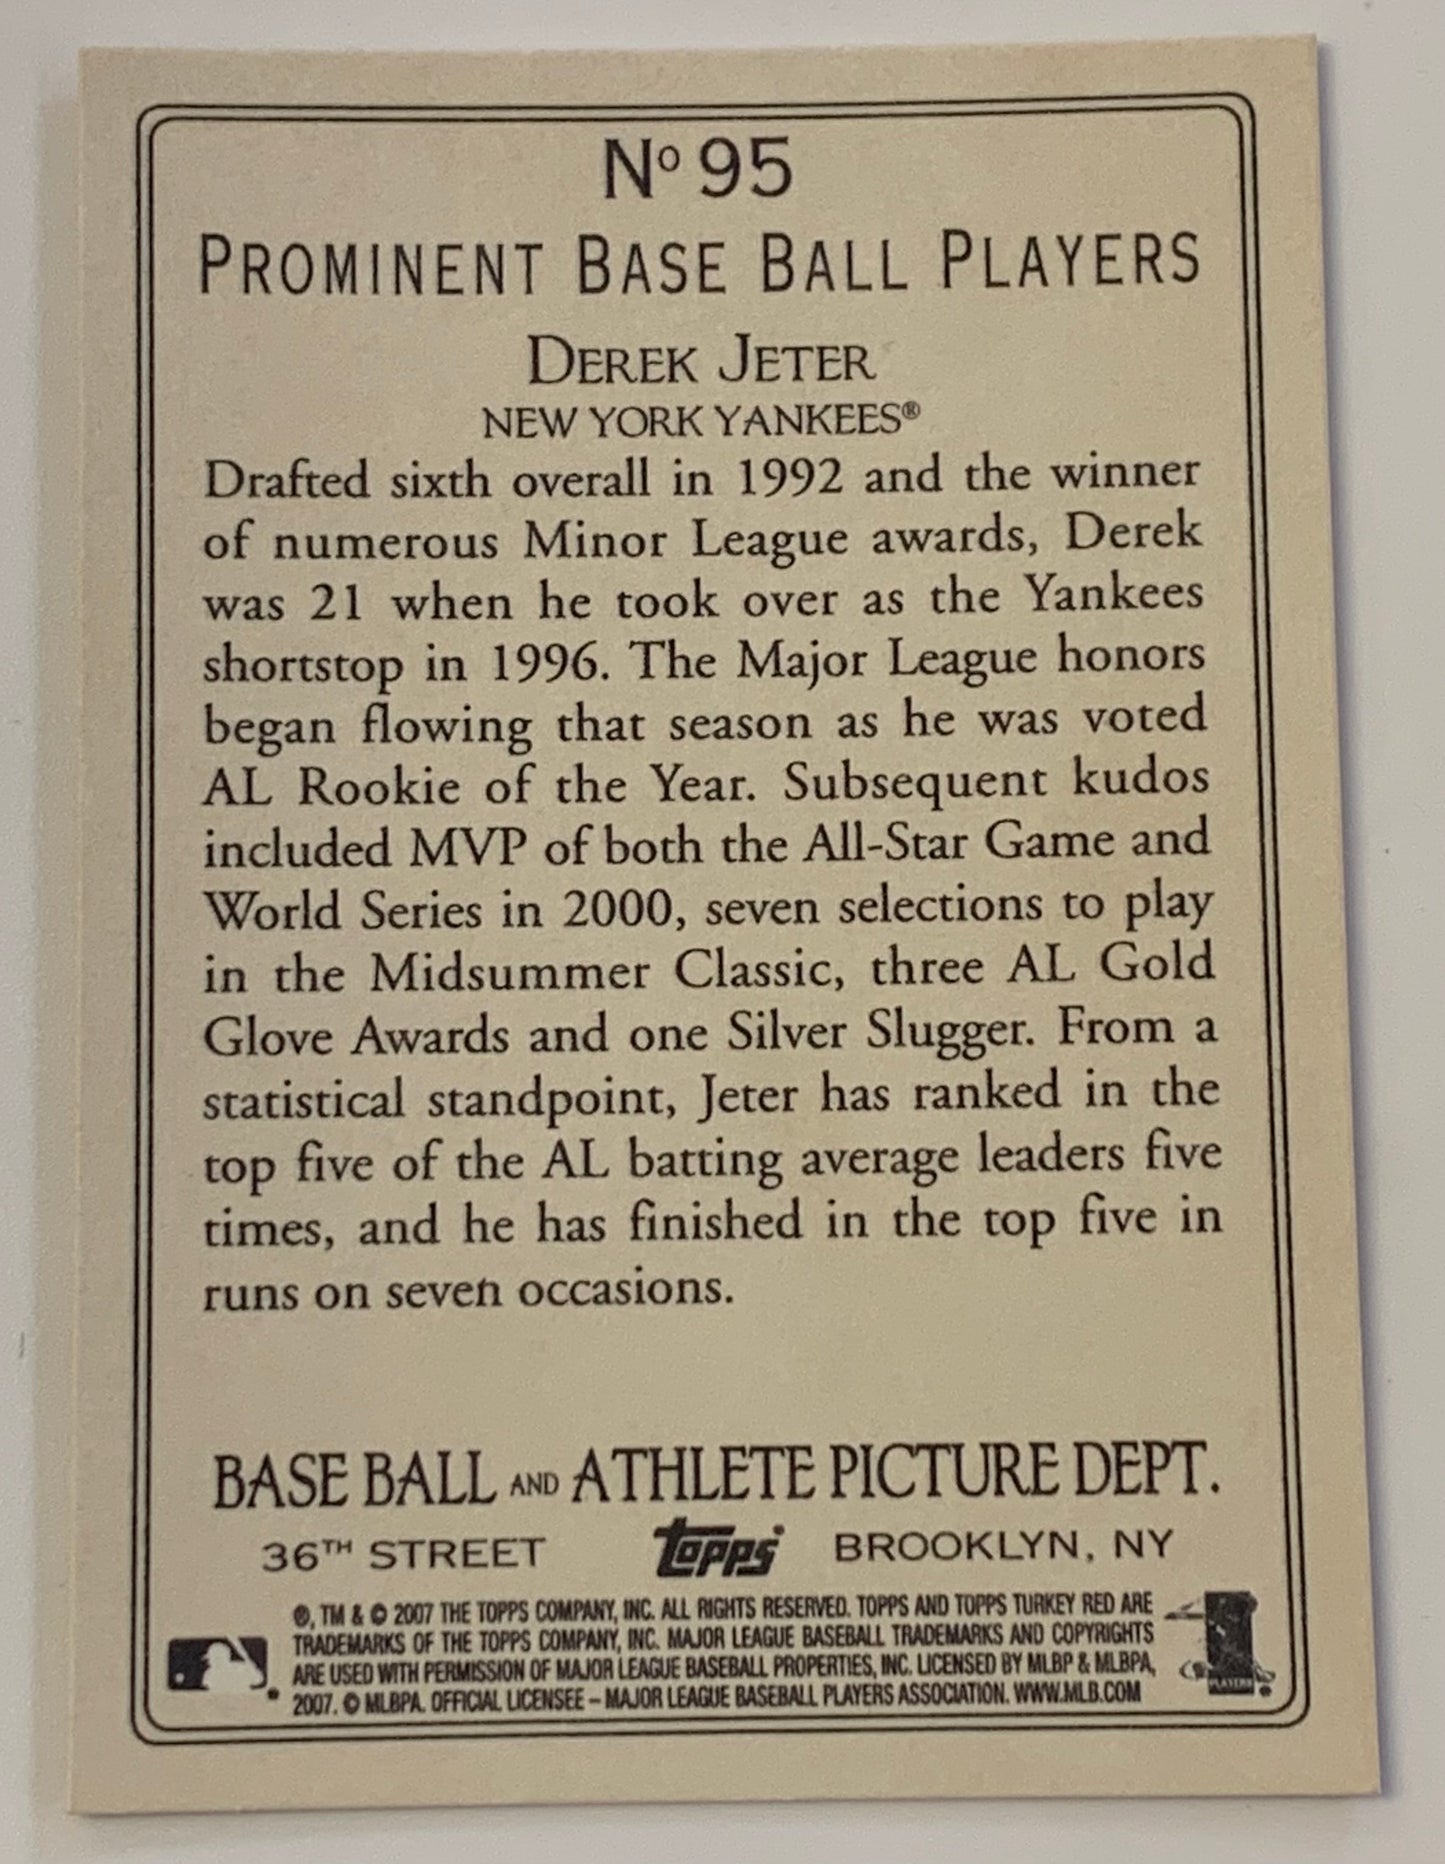 Nº 95
PROMINENT BASE BALL PLAYERS
DEREK JETER
NEW YORK YANKEES®
Drafted sixth overall in 1992 and the winner
of numerous Minor League awards, Derek
was 21 when he took over as the Yankees
shortstop in 1996. The Major League honors
began flowing that season as he was voted
AL Rookie of the Year. Subsequent kudos
included MVP of both the All-Star Game and
World Series in 2000, seven selections to play
in the Midsummer Classic, three AL Gold
Glove Awards and one Silver Slugger. From a
statistical standpoint, Jeter has ranked in the
top five of the AL batting average leaders five
times, and he has finished in the top five in
runs on seven occasions.
BASE BALL AND ATHLETE PICTURE DEPT.
36TH STREET topps BROOKLYN, NY
®, TM & © 2007 THE TOPPS COMPANY, INC. ALL RIGHTS RESERVED. TOPPS AND TOPPS TURKEY RED ARE
TRADEMARKS OF THE TOPPS COMPANY, INC. MAJOR LEAGUE BASEBALL TRADEMARKS AND COPYRIGHTS
ARE USED WITH PERMISSION OF MAJOR LEAGUE BASEBALL PROPERTIES, INC. LICENSED BY MLBP & MLBPA,
2007. © MLBPA. OFFICIAL LICENSEE – MAJOR LEAGUE BASEBALL PLAYERS ASSOCIATION. WWW.MLB.COM